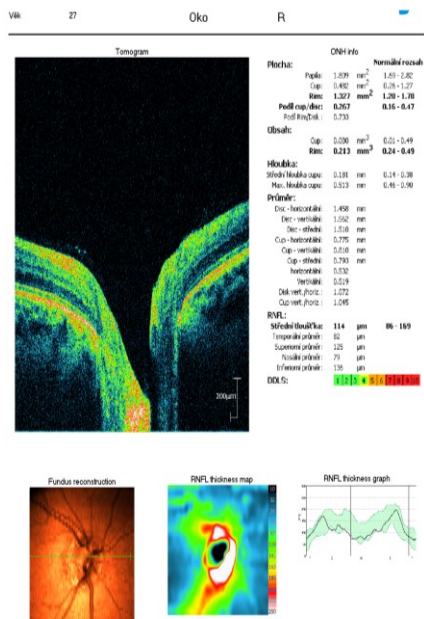 Věk 27 Oko R
Tomogram
ONH info
Plocha: Normální rozsah
Papila: 1.809 mm2 1.63 - 2.82
Cup: 0.482 mm2 0.26 - 1.27
Rim: 1.327 mm2 1.20 - 1.78
Podíl cup/disc: 0.267 0.16 - 0.47
Podíl Rim/Disk: 0.733
Obsah:
Cup: 0.080 mm3 0.01 - 0.49
Rim: 0.213 mm3 0.24 - 0.49
Hloubka:
Střední hloubka cupu: 0.181 mm 0.14 - 0.38
Max. hloubka cupu: 0.513 mm 0.46 - 0.90
Průměr:
Disc - horizontální: 1.458 mm
Disc - vertikální: 1.562 mm
Disc - střední: 1.510 mm
Cup - horizontální: 0.775 mm
Cup - vertikální: 0.810 mm
Cup - střední: 0.793 mm
horizontální: 0.532
Vertikální: 0.519
Disk vert./horiz.: 1.072
Cup vert./horiz.: 1.045
RNFL:
Střední tloušťka: 114 µm 86 - 169
Temporální průměr: 82 µm
Superiorní průměr: 125 µm
Nasální průměr: 79 µm
Inferiorní průměr: 136 µm
DDLS: 1 2 3 4 5 6 7 8 9 10
200µm
Fundus reconstruction
RNFL thickness map
RNFL thickness graph